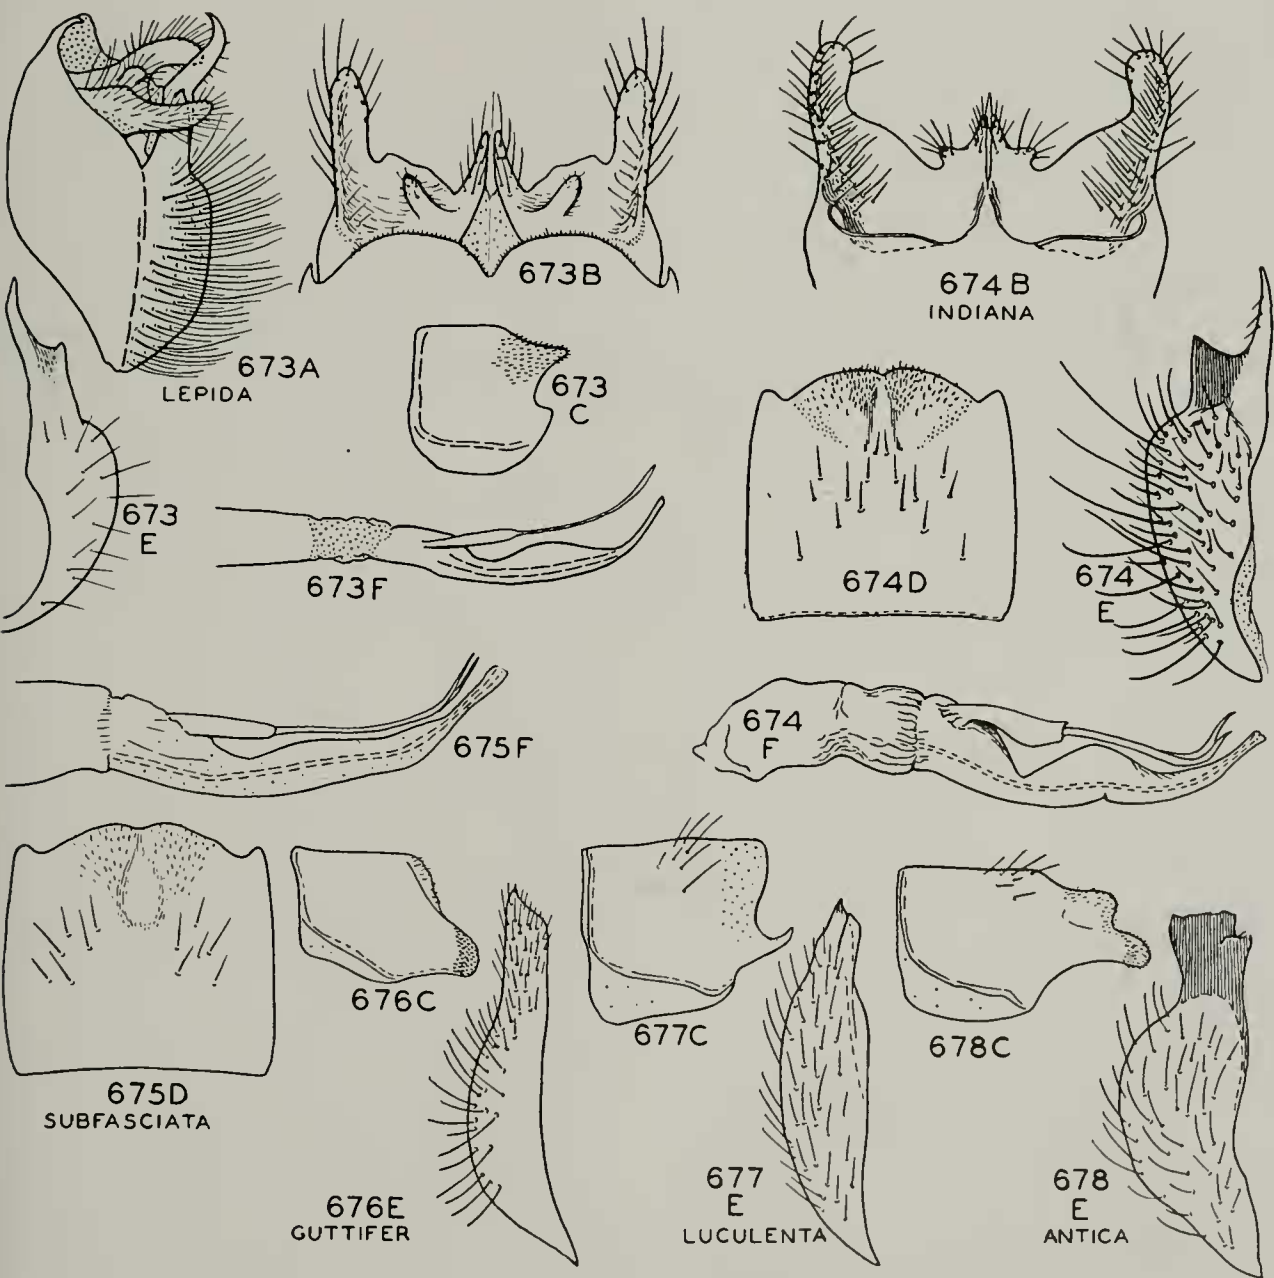 673A
LEPIDA
673B
674B
INDIANA
673
C
673
E
673F
674D
674
E
675F
674
F
675D
SUBFASCIATA
676C
677C
678C
676E
GUTTIFER
677
E
LUCULENTA
678
E
ANTICA